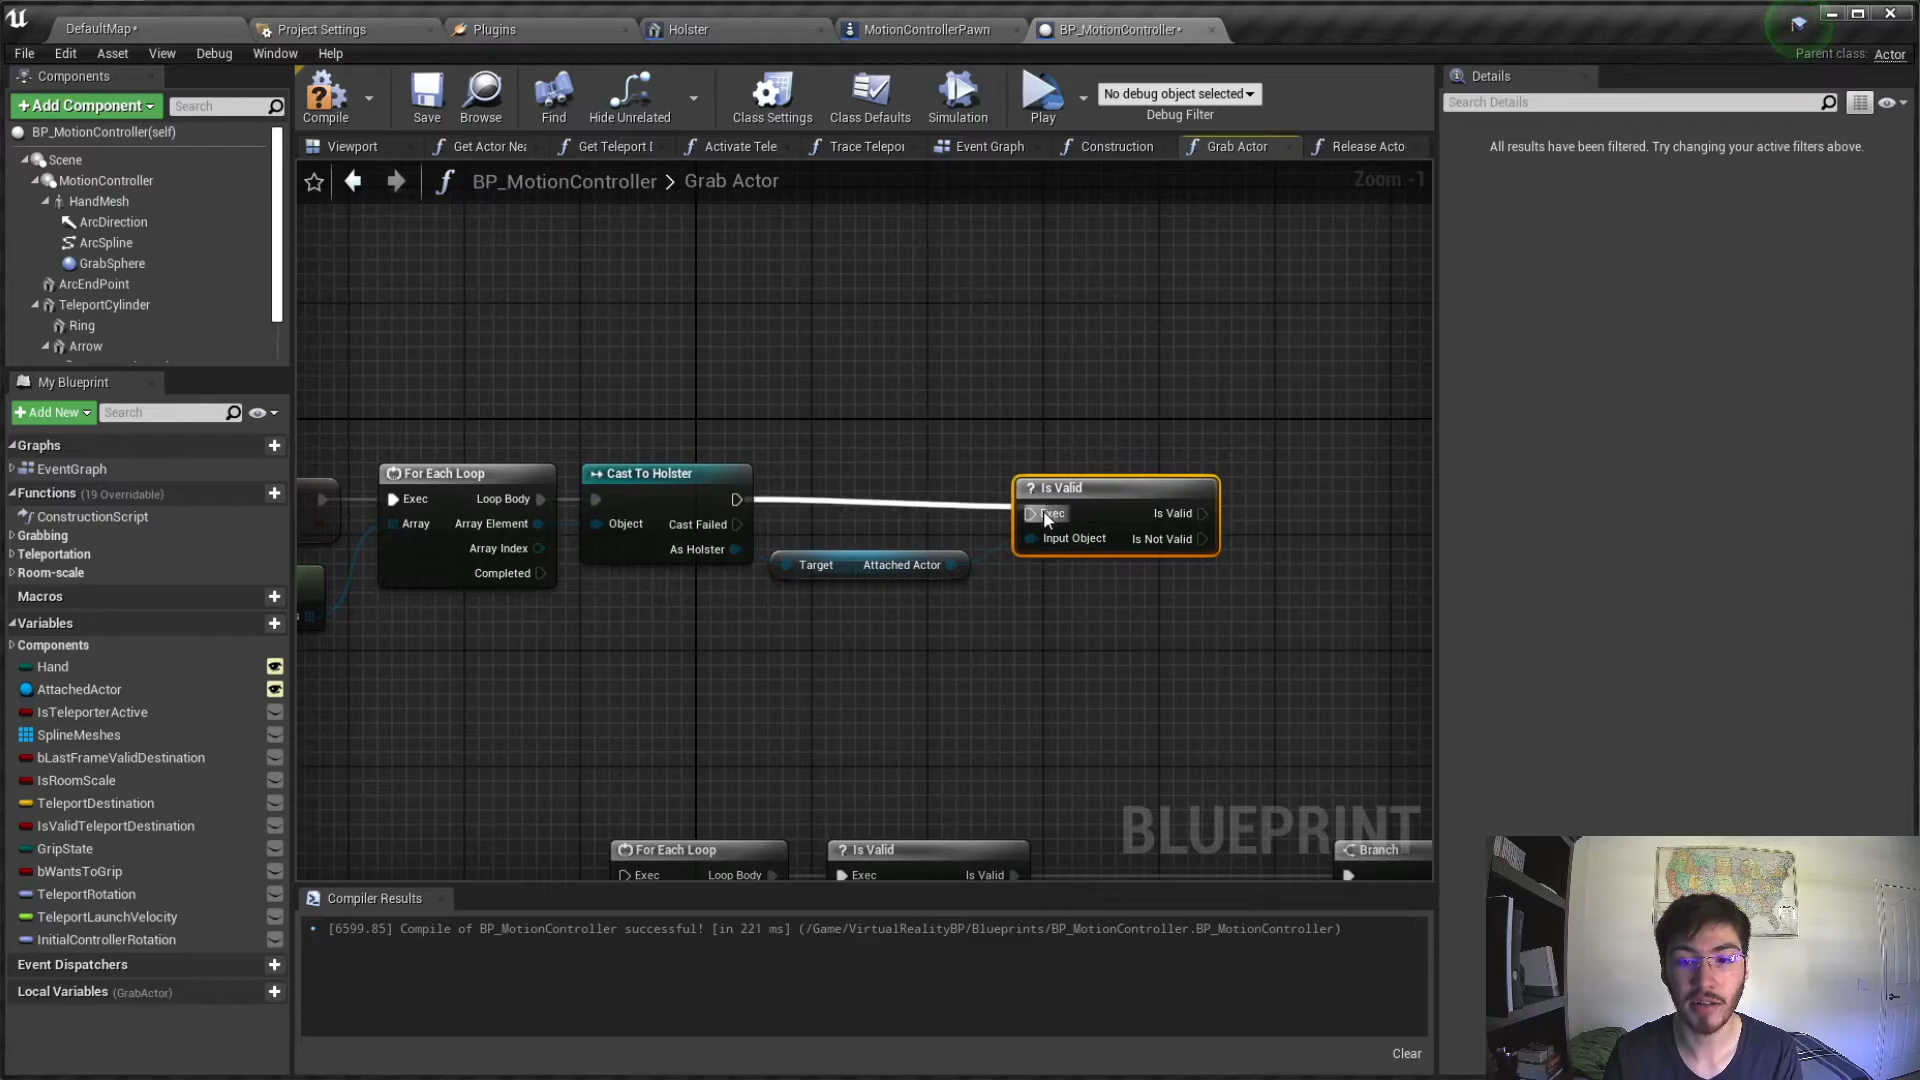 DefaultMap*
Project Settings
Plugins
Holster
MotionControllerPawn
BP_MotionController*
File
Edit
Asset
View
Debug
Window
Help
Parent class: Actor
Components
+Add Component
Search
BP_MotionController(self)
Scene
MotionController
HandMesh
ArcDirection
ArcSpline
GrabSphere
ArcEndPoint
TeleportCylinder
Ring
Arrow
Compile
Save
Browse
Find
Hide Unrelated
Class Settings
Class Defaults
Simulation
Play
No debug object selected
Debug Filter
Viewport
Get Actor Nea
Get Teleport D
Activate Tele
Trace Telepor
Event Graph
Construction
Grab Actor
Release Acto
BP_MotionController > Grab Actor
Zoom -1
Details
Search Details
All results have been filtered. Try changing your active filters above.
My Blueprint
+Add New
Search
Graphs
EventGraph
Functions (19 Overridable)
ConstructionScript
Grabbing
Teleportation
Room-scale
Macros
Variables
Components
Hand
AttachedActor
IsTeleporterActive
SplineMeshes
bLastFrameValidDestination
IsRoomScale
TeleportDestination
IsValidTeleportDestination
GripState
bWantsToGrip
TeleportRotation
TeleportLaunchVelocity
InitialControllerRotation
Event Dispatchers
Local Variables (GrabActor)
For Each Loop
Exec
Loop Body
Array
Array Element
Array Index
Completed
Cast To Holster
Object
Cast Failed
As Holster
Target
Attached Actor
? Is Valid
Exec
Is Valid
Input Object
Is Not Valid
For Each Loop
Exec
Loop Body
? Is Valid
Exec
Is Valid
Branch
BLUEPRINT
Compiler Results
[6599.85] Compile of BP_MotionController successful! [in 221 ms] (/Game/VirtualRealityBP/Blueprints/BP_MotionController.BP_MotionController)
Clear